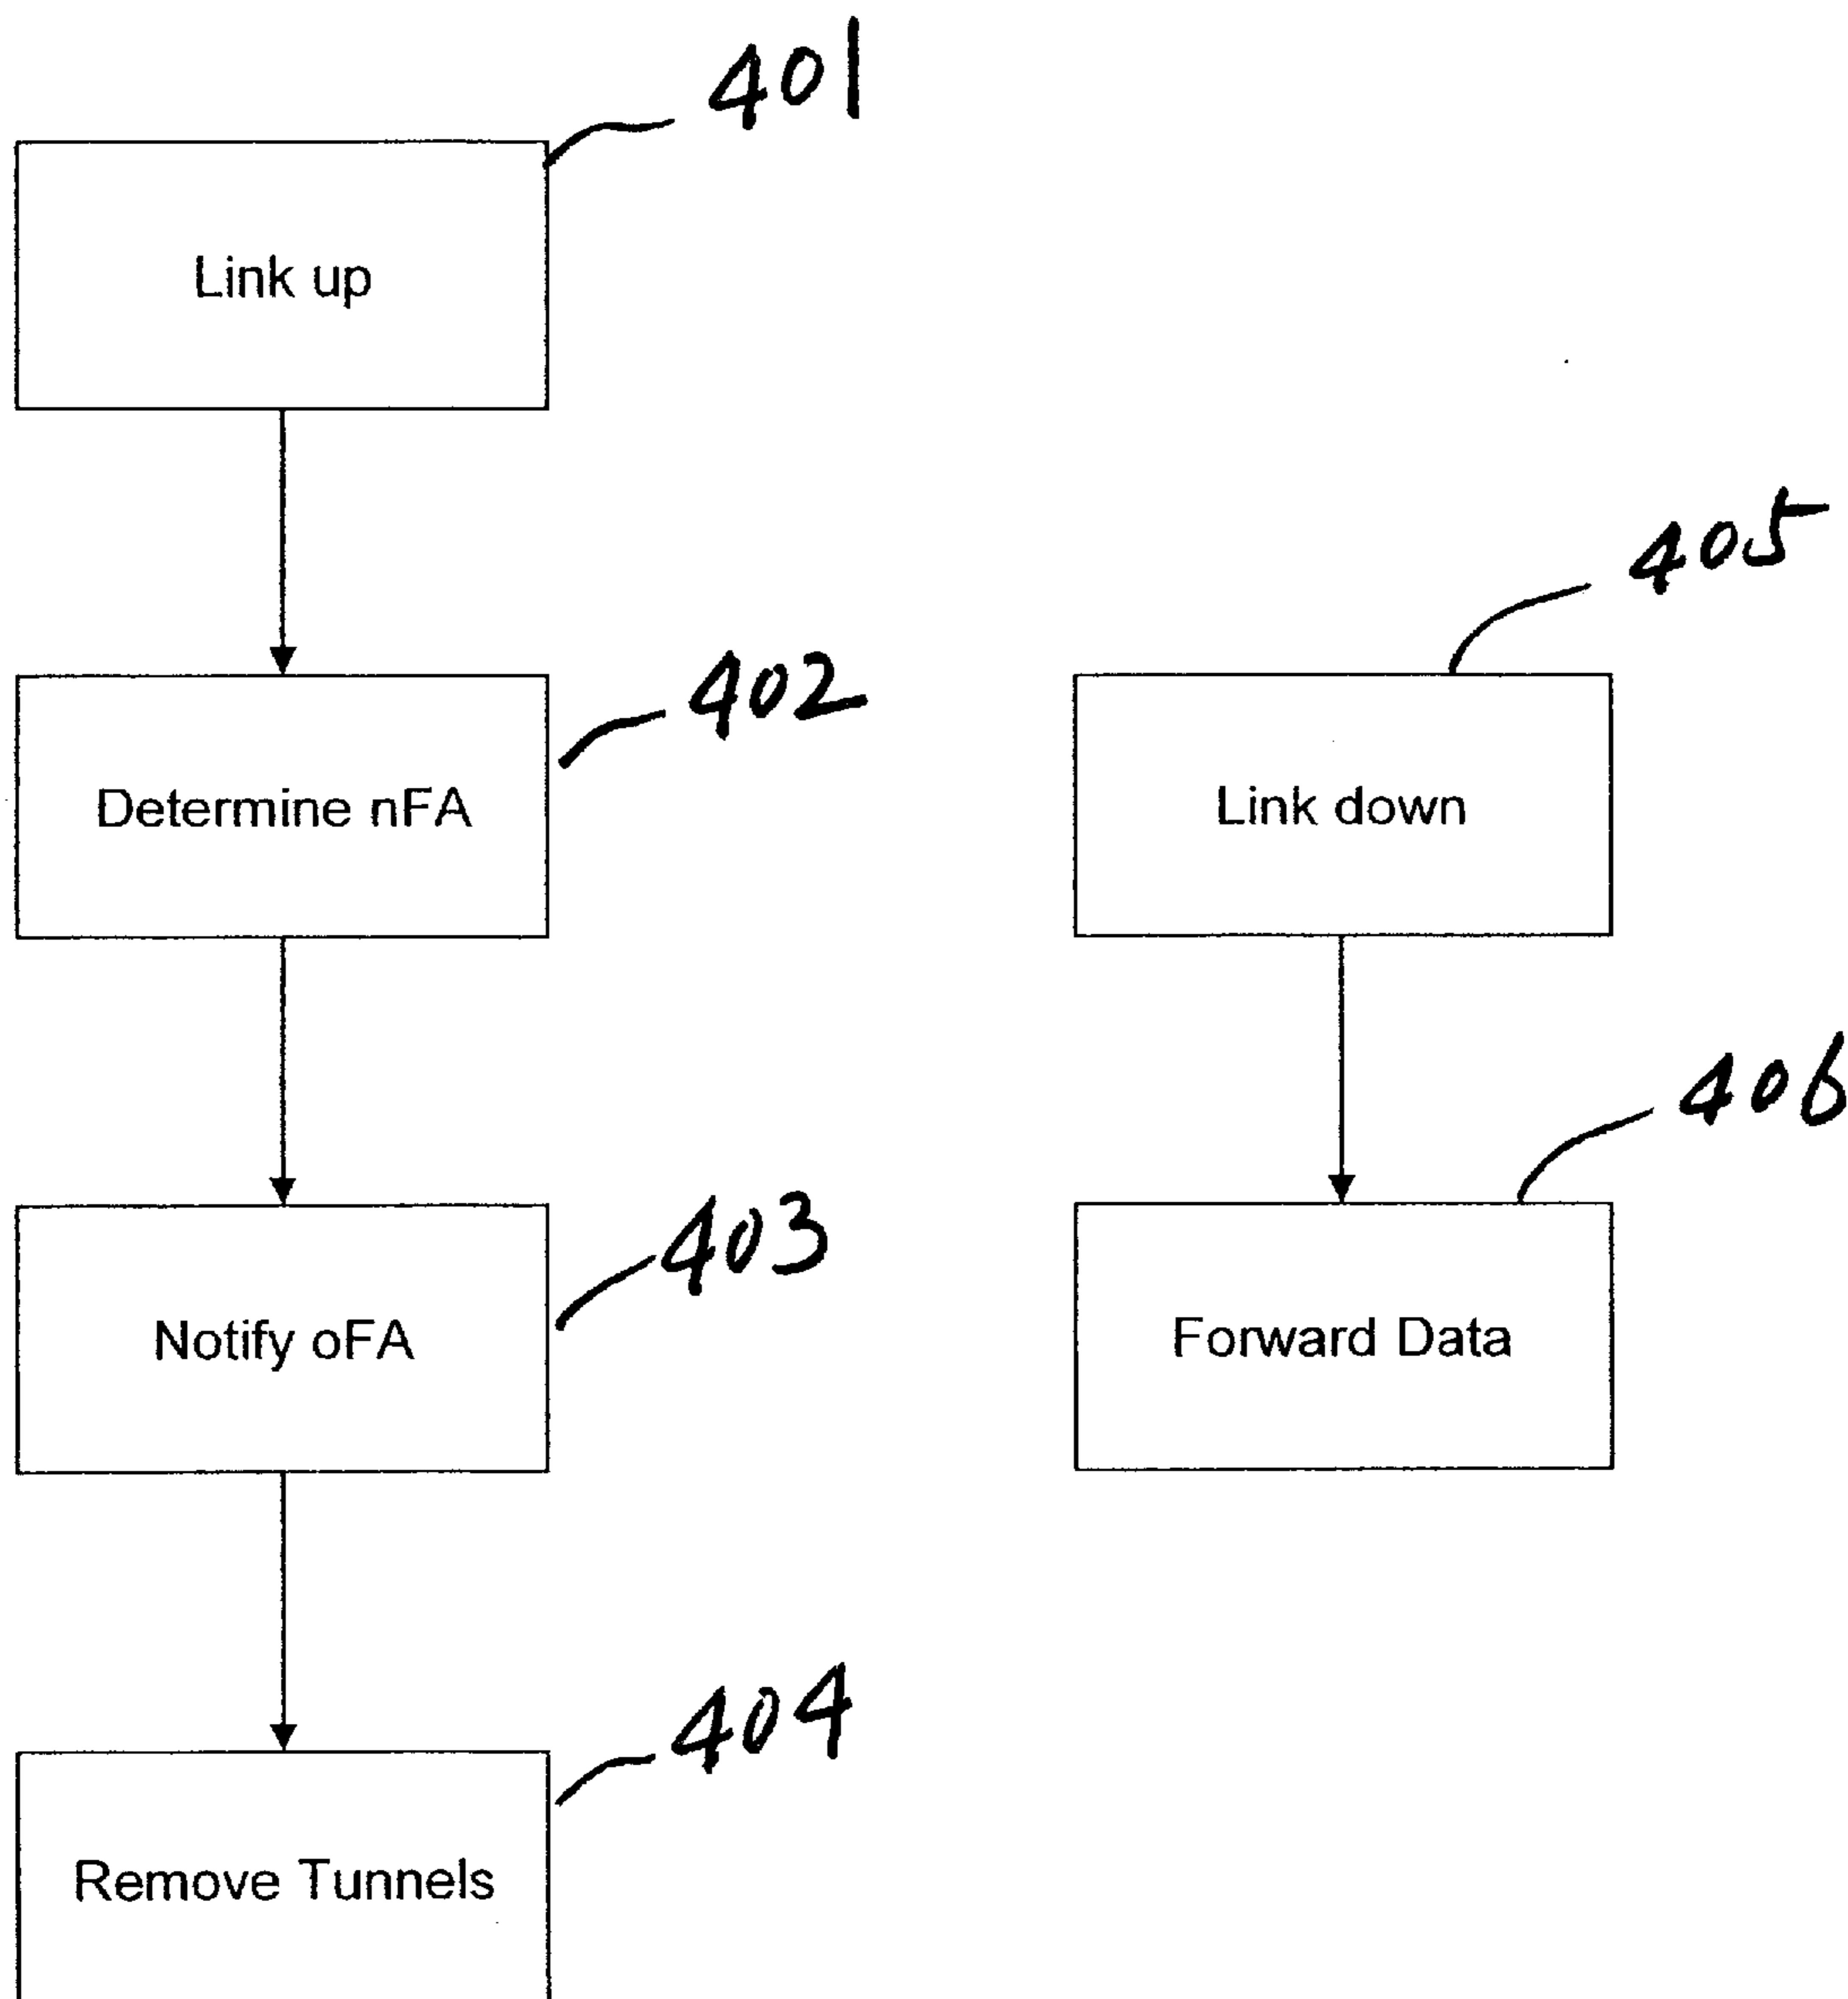 401
Link up
402
Determine nFA
403
Notify oFA
404
Remove Tunnels
405
Link down
406
Forward Data